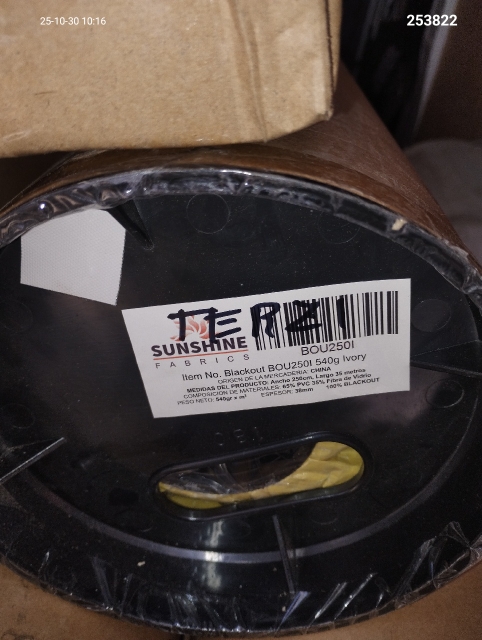 25-10-30 10:16
253822
TERZI
SUNSHINE
FABRICS
BOU250I
Item No. Blackout BOU250I 540g Ivory
ORIGEN DE LA MERCADERIA: CHINA
MEDIDAS DEL PRODUCTO: Ancho 250cm, Largo 35 metros
COMPOSICIÓN DE MATERIALES: 65% PVC 35% Fibra de Vidrio
PESO NETO: 540gr x m² ESPESOR: 36mm 100% BLACKOUT